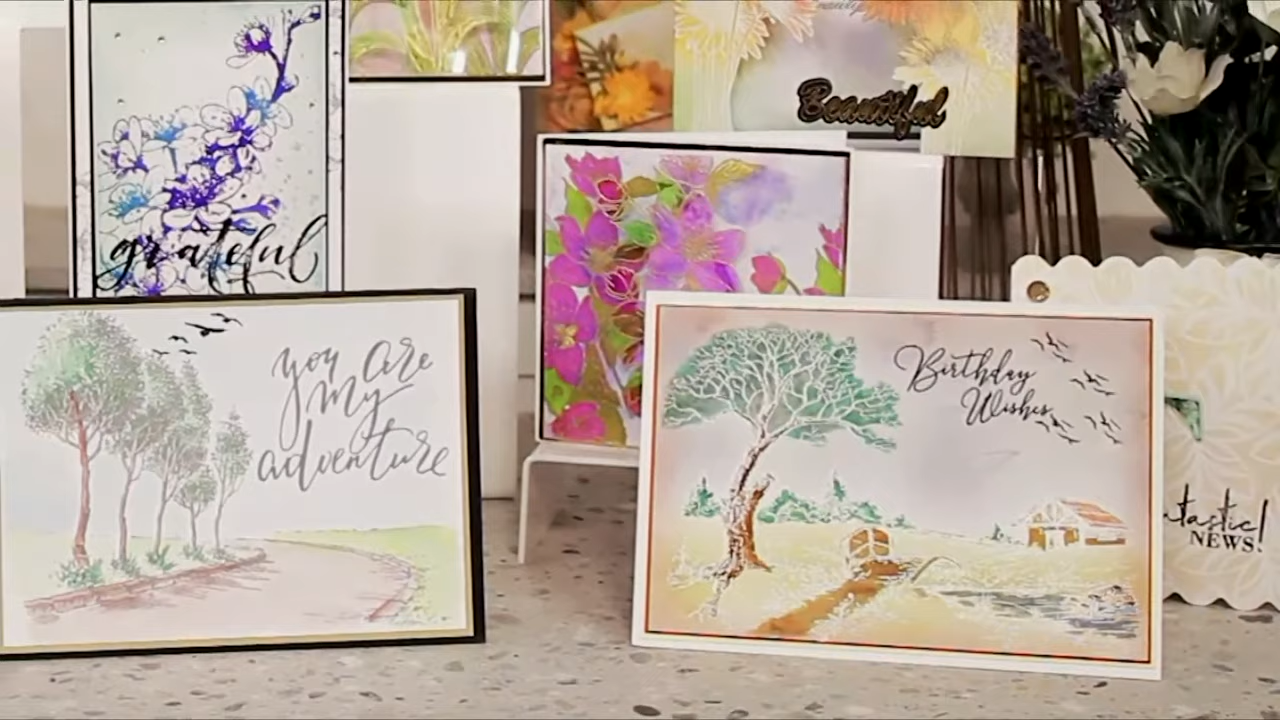 Beautiful
grateful
you are
my
adventure
Birthday
Wishes
tastic!
NEWS!